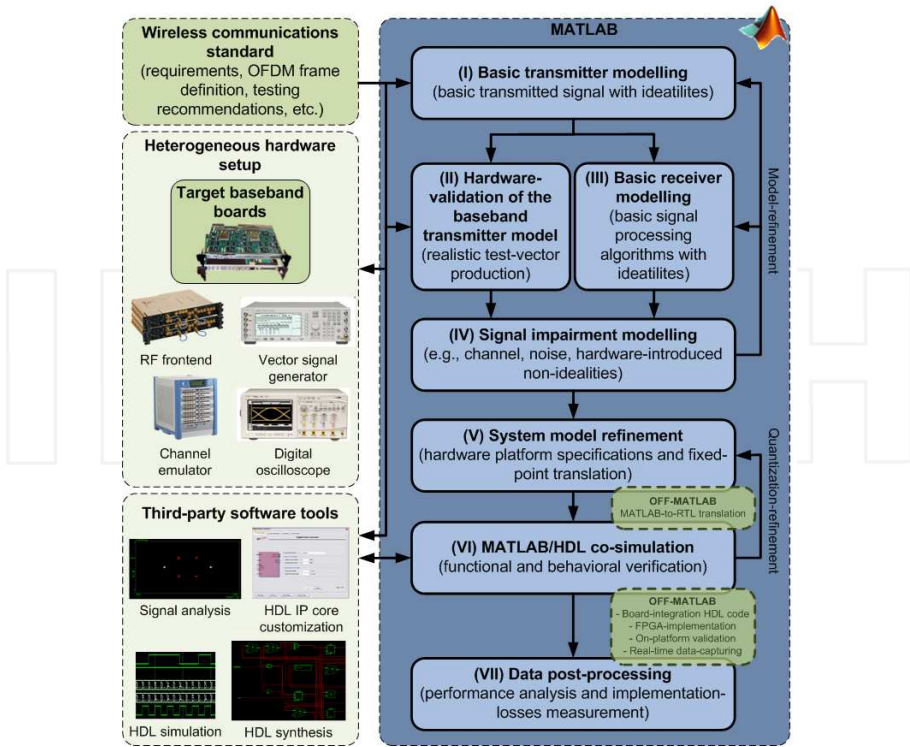 Wireless communications
standard
(requirements, OFDM frame
definition, testing
recommendations, etc.)
Heterogeneous hardware
setup
Target baseband
boards
RF frontend
Vector signal
generator
Channel
emulator
Digital
oscilloscope
Third-party software tools
Signal analysis
HDL IP core
customization
HDL simulation
HDL synthesis
MATLAB
(I) Basic transmitter modelling
(basic transmitted signal with ideatilites)
(II) Hardware-
validation of the
baseband
transmitter model
(realistic test-vector
production)
(III) Basic receiver
modelling
(basic signal
processing
algorithms with
ideatilites)
Model-refinement
(IV) Signal impairment modelling
(e.g., channel, noise, hardware-introduced
non-idealities)
(V) System model refinement
(hardware platform specifications and fixed-
point translation)
Quantization-refinement
OFF-MATLAB
MATLAB-to-RTL translation
(VI) MATLAB/HDL co-simulation
(functional and behavioral verification)
OFF-MATLAB
- Board-integration HDL code
- FPGA-implementation
- On-platform validation
- Real-time data-capturing
(VII) Data post-processing
(performance analysis and implementation-
losses measurement)